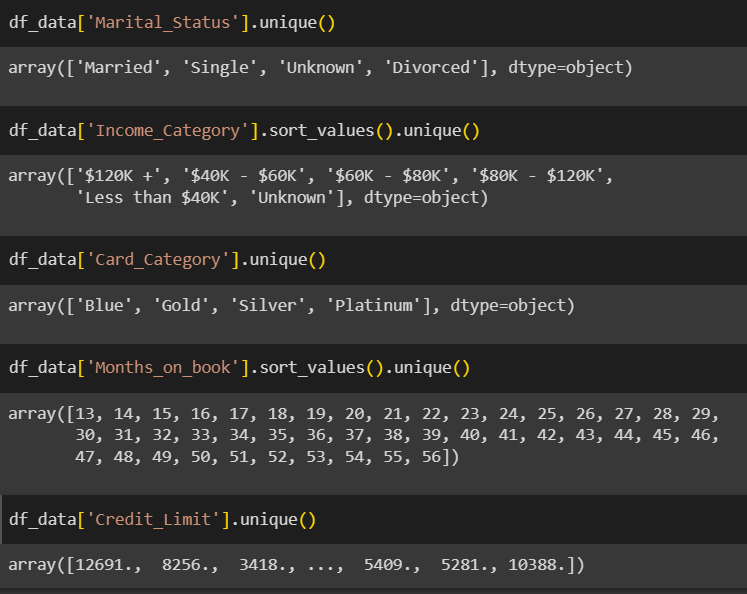 df_data['Marital_Status'].unique()
array(['Married', 'Single', 'Unknown', 'Divorced'], dtype=object)
df_data['Income_Category'].sort_values().unique()
array(['$120K +', '$40K - $60K', '$60K - $80K', '$80K - $120K',
'Less than $40K', 'Unknown'], dtype=object)
df_data['Card_Category'].unique()
array(['Blue', 'Gold', 'Silver', 'Platinum'], dtype=object)
df_data['Months_on_book'].sort_values().unique()
array([13, 14, 15, 16, 17, 18, 19, 20, 21, 22, 23, 24, 25, 26, 27, 28, 29,
30, 31, 32, 33, 34, 35, 36, 37, 38, 39, 40, 41, 42, 43, 44, 45, 46,
47, 48, 49, 50, 51, 52, 53, 54, 55, 56])
df_data['Credit_Limit'].unique()
array([12691.,  8256.,  3418., ...,  5409.,  5281., 10388.])